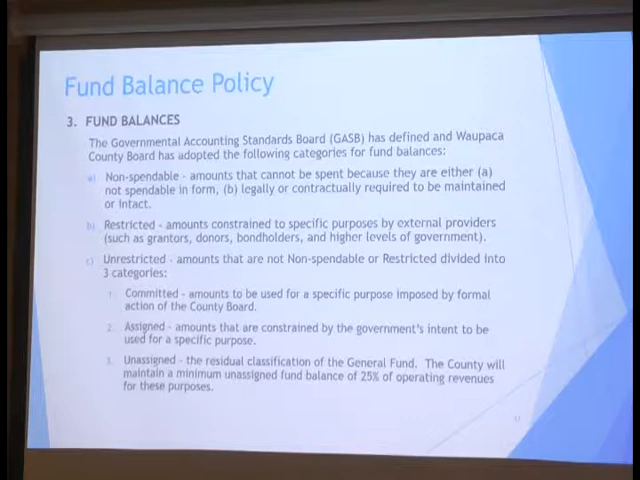 Fund Balance Policy
3. FUND BALANCES
The Governmental Accounting Standards Board (GASB) has defined and Waupaca
County Board has adopted the following categories for fund balances:
a) Non-spendable - amounts that cannot be spent because they are either (a)
not spendable in form, (b) legally or contractually required to be maintained
or intact.
b) Restricted - amounts constrained to specific purposes by external providers
(such as grantors, donors, bondholders, and higher levels of government).
c) Unrestricted - amounts that are not Non-spendable or Restricted divided into
3 categories:
1. Committed - amounts to be used for a specific purpose imposed by formal
action of the County Board.
2. Assigned - amounts that are constrained by the government's intent to be
used for a specific purpose.
3. Unassigned - the residual classification of the General Fund. The County will
maintain a minimum unassigned fund balance of 25% of operating revenues
for these purposes.